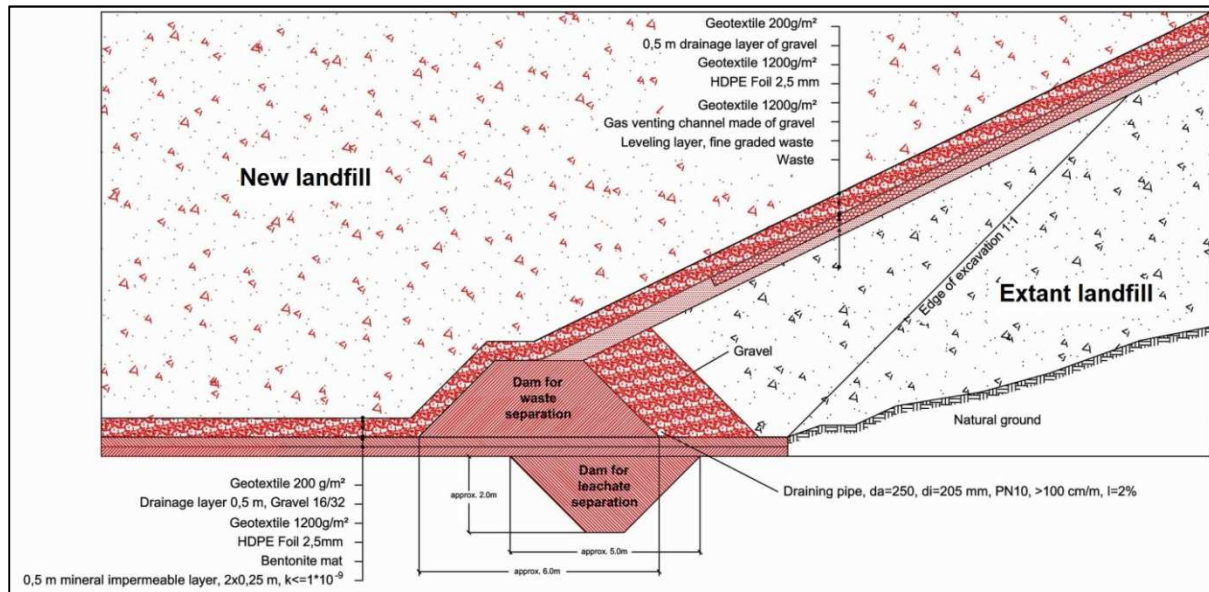 Geotextile 200g/m²
0,5 m drainage layer of gravel
Geotextile 1200g/m²
HDPE Foil 2,5 mm
Geotextile 1200g/m²
Gas venting channel made of gravel
Leveling layer, fine graded waste
Waste
New landfill
Edge of excavation 1:1
Extant landfill
Gravel
Dam for
waste
separation
Natural ground
Dam for
leachate
separation
approx. 2.0m
Draining pipe, da=250, di=205 mm, PN10, >100 cm/m, I=2%
approx. 5.0m
approx. 6.0m
Geotextile 200 g/m²
Drainage layer 0,5 m, Gravel 16/32
Geotextile 1200g/m²
HDPE Foil 2,5mm
Bentonite mat
0,5 m mineral impermeable layer, 2x0,25 m, k<=1*10⁻⁹